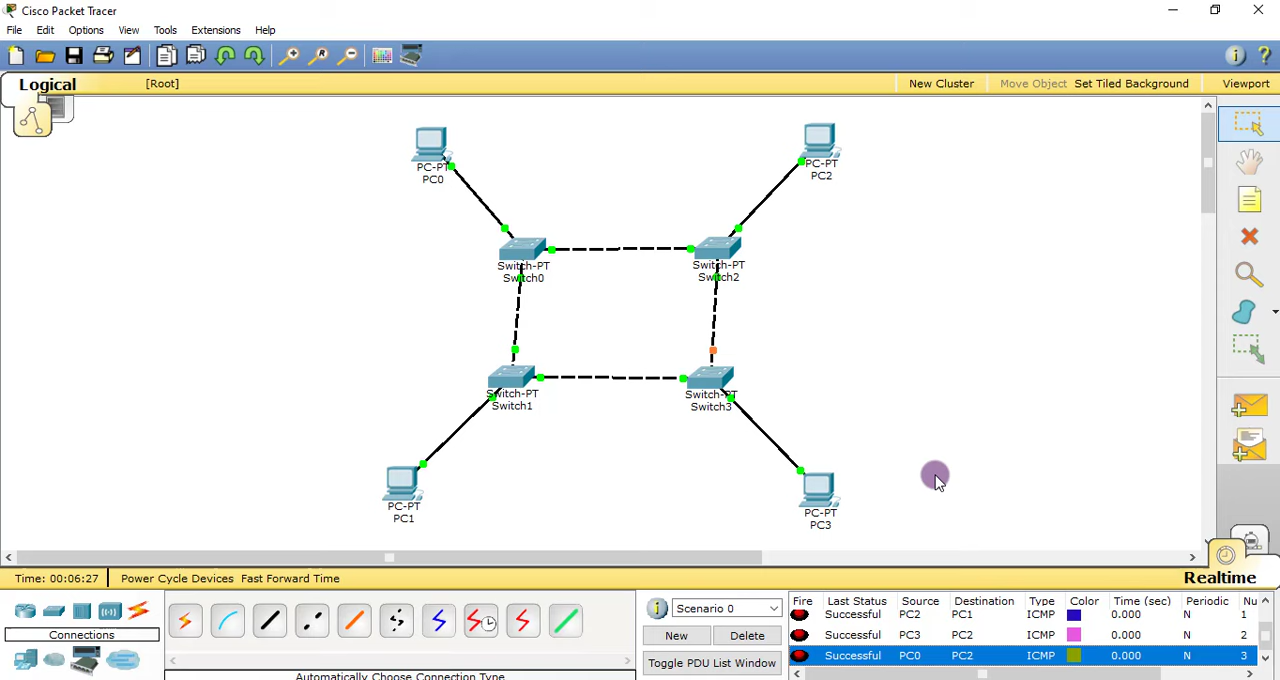 Cisco Packet Tracer
File Edit Options View Tools Extensions Help
Logical [Root] New Cluster Move Object Set Tiled Background Viewport
PC-PT
PC0
PC-PT
PC2
Switch-PT
Switch0
Switch-PT
Switch2
Switch-PT
Switch1
Switch-PT
Switch3
PC-PT
PC1
PC-PT
PC3
Time: 00:06:27 Power Cycle Devices Fast Forward Time Realtime
Connections
Automatically Choose Connection Type
Scenario 0
New Delete
Toggle PDU List Window
Fire Last Status Source Destination Type Color Time (sec) Periodic Nu
Successful PC2 PC1 ICMP 0.000 N 1
Successful PC3 PC2 ICMP 0.000 N 2
Successful PC0 PC2 ICMP 0.000 N 3